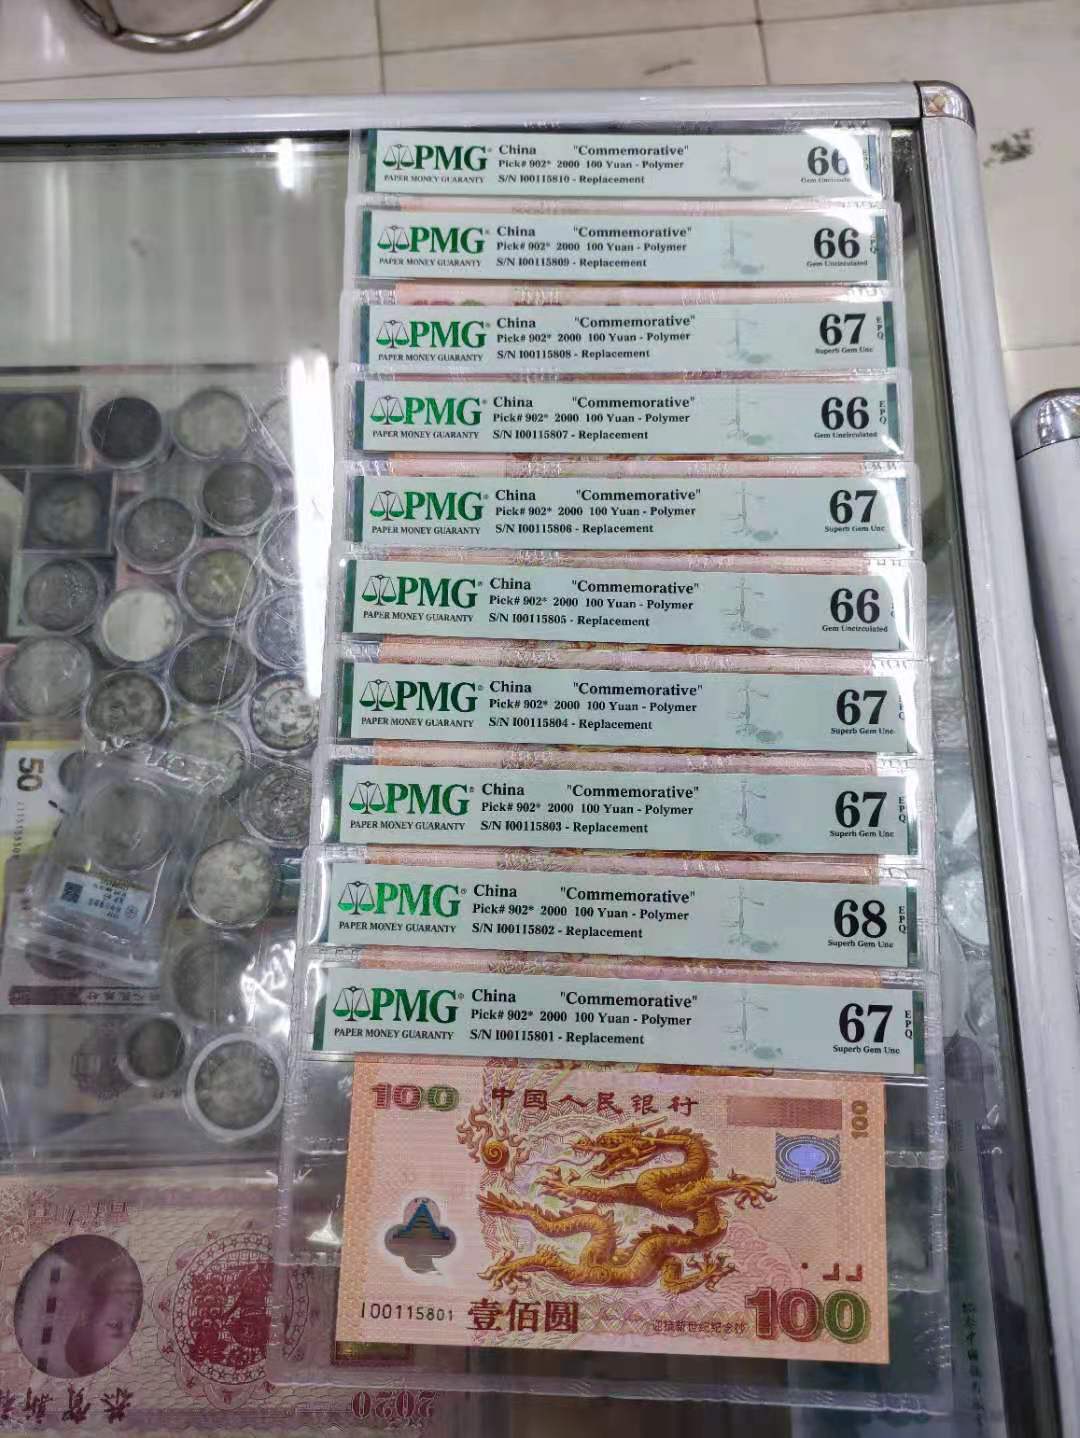 PMG
PAPER MONEY GUARANTY
China "Commemorative"
Pick# 902* 2000 100 Yuan - Polymer
S/N I00115810 - Replacement
66
Gem Uncirculated
PMG
PAPER MONEY GUARANTY
China "Commemorative"
Pick# 902* 2000 100 Yuan - Polymer
S/N I00115809 - Replacement
66
Gem Uncirculated
PMG
PAPER MONEY GUARANTY
China "Commemorative"
Pick# 902* 2000 100 Yuan - Polymer
S/N I00115808 - Replacement
67
Superb Gem Unc
EPQ
PMG
PAPER MONEY GUARANTY
China "Commemorative"
Pick# 902* 2000 100 Yuan - Polymer
S/N I00115807 - Replacement
66
Gem Uncirculated
EPQ
PMG
PAPER MONEY GUARANTY
China "Commemorative"
Pick# 902* 2000 100 Yuan - Polymer
S/N I00115806 - Replacement
67
Superb Gem Unc
PMG
PAPER MONEY GUARANTY
China "Commemorative"
Pick# 902* 2000 100 Yuan - Polymer
S/N I00115805 - Replacement
66
Gem Uncirculated
PMG
PAPER MONEY GUARANTY
China "Commemorative"
Pick# 902* 2000 100 Yuan - Polymer
S/N I00115804 - Replacement
67
Superb Gem Unc
PMG
PAPER MONEY GUARANTY
China "Commemorative"
Pick# 902* 2000 100 Yuan - Polymer
S/N I00115803 - Replacement
67
Superb Gem Unc
EPQ
PMG
PAPER MONEY GUARANTY
China "Commemorative"
Pick# 902* 2000 100 Yuan - Polymer
S/N I00115802 - Replacement
68
Superb Gem Unc
EPQ
PMG
PAPER MONEY GUARANTY
China "Commemorative"
Pick# 902* 2000 100 Yuan - Polymer
S/N I00115801 - Replacement
67
Superb Gem Unc
EPQ
100 中国人民银行
100
I00115801 壹佰圆
迎接新世纪纪念钞 100
50
恭贺新
2020